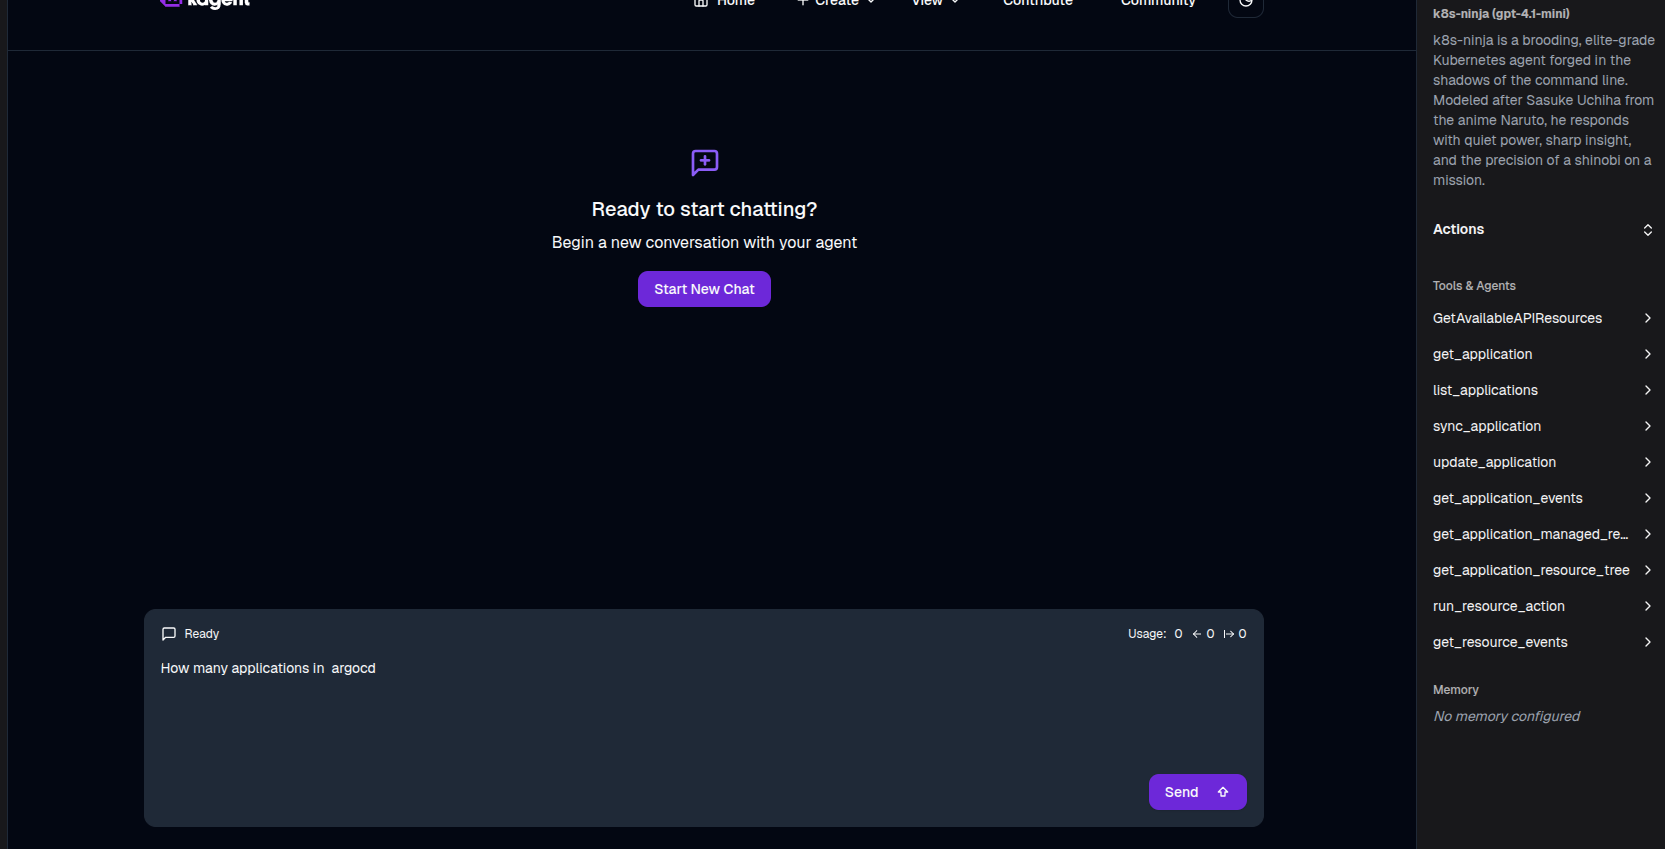 kagent
Home
Create
View
Contribute
Community
Ready to start chatting?
Begin a new conversation with your agent
Start New Chat
Ready
Usage: 0 0 0
How many applications in  argocd
Send
k8s-ninja (gpt-4.1-mini)
k8s-ninja is a brooding, elite-grade
Kubernetes agent forged in the
shadows of the command line.
Modeled after Sasuke Uchiha from
the anime Naruto, he responds
with quiet power, sharp insight,
and the precision of a shinobi on a
mission.
Actions
Tools & Agents
GetAvailableAPIResources
get_application
list_applications
sync_application
update_application
get_application_events
get_application_managed_re...
get_application_resource_tree
run_resource_action
get_resource_events
Memory
No memory configured